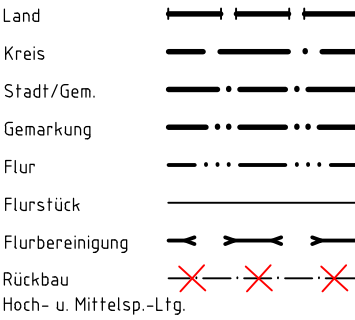 Land
Kreis
Stadt/Gem.
Gemarkung
Flur
Flurstück
Flurbereinigung
Rückbau
Hoch- u. Mittelsp.-Ltg.